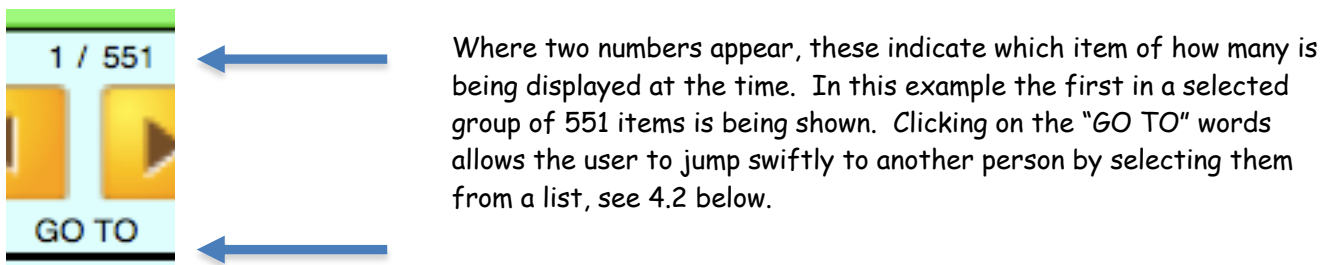 1 / 551
GO TO
Where two numbers appear, these indicate which item of how many is
being displayed at the time.  In this example the first in a selected
group of 551 items is being shown.  Clicking on the “GO TO” words
allows the user to jump swiftly to another person by selecting them
from a list, see 4.2 below.